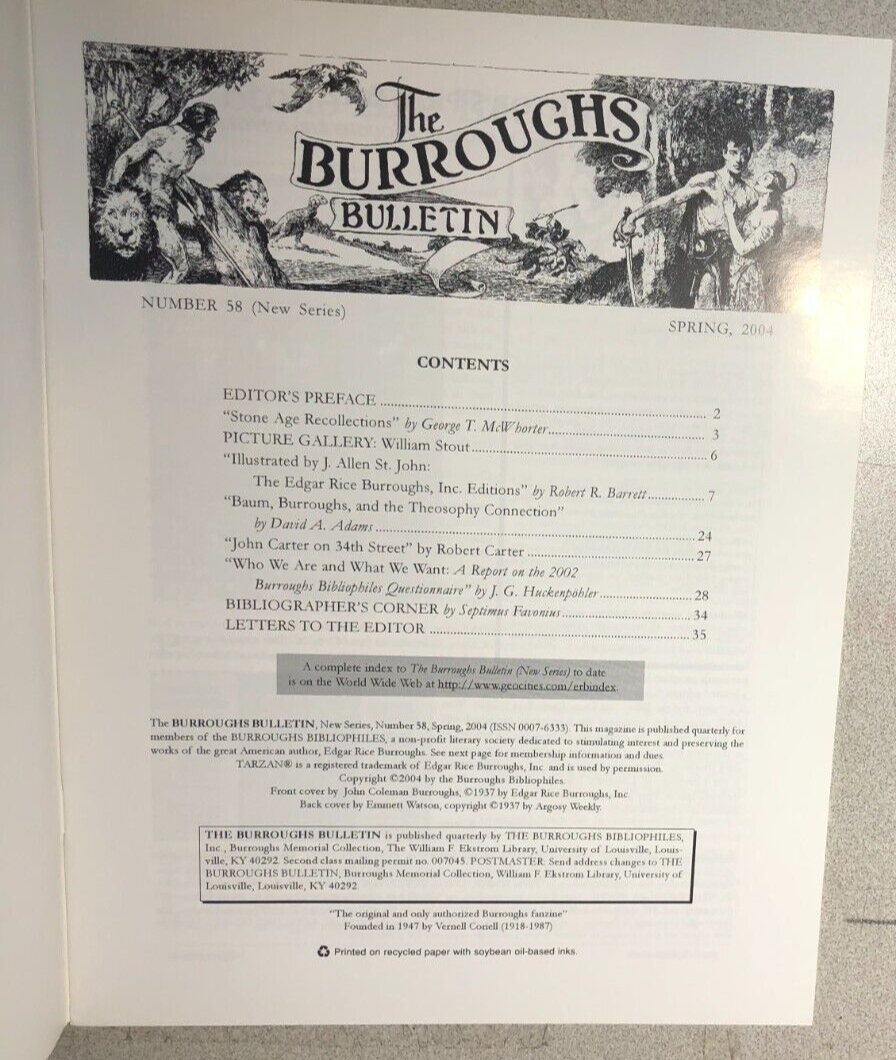 The
BURROUGHS
BULLETIN
NUMBER 58 (New Series)
SPRING, 2004
CONTENTS
EDITOR'S PREFACE ........ 2
"Stone Age Recollections" by George T. McWhorter........ 3
PICTURE GALLERY: William Stout........ 6
"Illustrated by J. Allen St. John:
The Edgar Rice Burroughs, Inc. Editions" by Robert R. Barrett........ 7
"Baum, Burroughs, and the Theosophy Connection"
by David A. Adams ........ 24
"John Carter on 34th Street" by Robert Carter ........ 27
"Who We Are and What We Want: A Report on the 2002
Burroughs Bibliophiles Questionnaire" by J. G. Huckenpöhler........ 28
BIBLIOGRAPHER'S CORNER by Septimus Favonius........ 34
LETTERS TO THE EDITOR ........ 35
A complete index to The Burroughs Bulletin (New Series) to date
is on the World Wide Web at http://www.geocities.com/erbindex.
The BURROUGHS BULLETIN, New Series, Number 58, Spring, 2004 (ISSN 0007-6333). This magazine is published quarterly for
members of the BURROUGHS BIBLIOPHILES, a non-profit literary society dedicated to stimulating interest and preserving the
works of the great American author, Edgar Rice Burroughs. See next page for membership information and dues.
TARZAN® is a registered trademark of Edgar Rice Burroughs, Inc. and is used by permission.
Copyright ©2004 by the Burroughs Bibliophiles.
Front cover by John Coleman Burroughs, ©1937 by Edgar Rice Burroughs, Inc.
Back cover by Emmett Watson, copyright ©1937 by Argosy Weekly.
THE BURROUGHS BULLETIN is published quarterly by THE BURROUGHS BIBLIOPHILES,
Inc., Burroughs Memorial Collection, The William F. Ekstrom Library, University of Louisville, Louis-
ville, KY 40292. Second class mailing permit no. 007045. POSTMASTER: Send address changes to THE
BURROUGHS BULLETIN, Burroughs Memorial Collection, William F. Ekstrom Library, University of
Louisville, Louisville, KY 40292.
"The original and only authorized Burroughs fanzine"
Founded in 1947 by Vernell Coriell (1918-1987)
Printed on recycled paper with soybean oil-based inks.